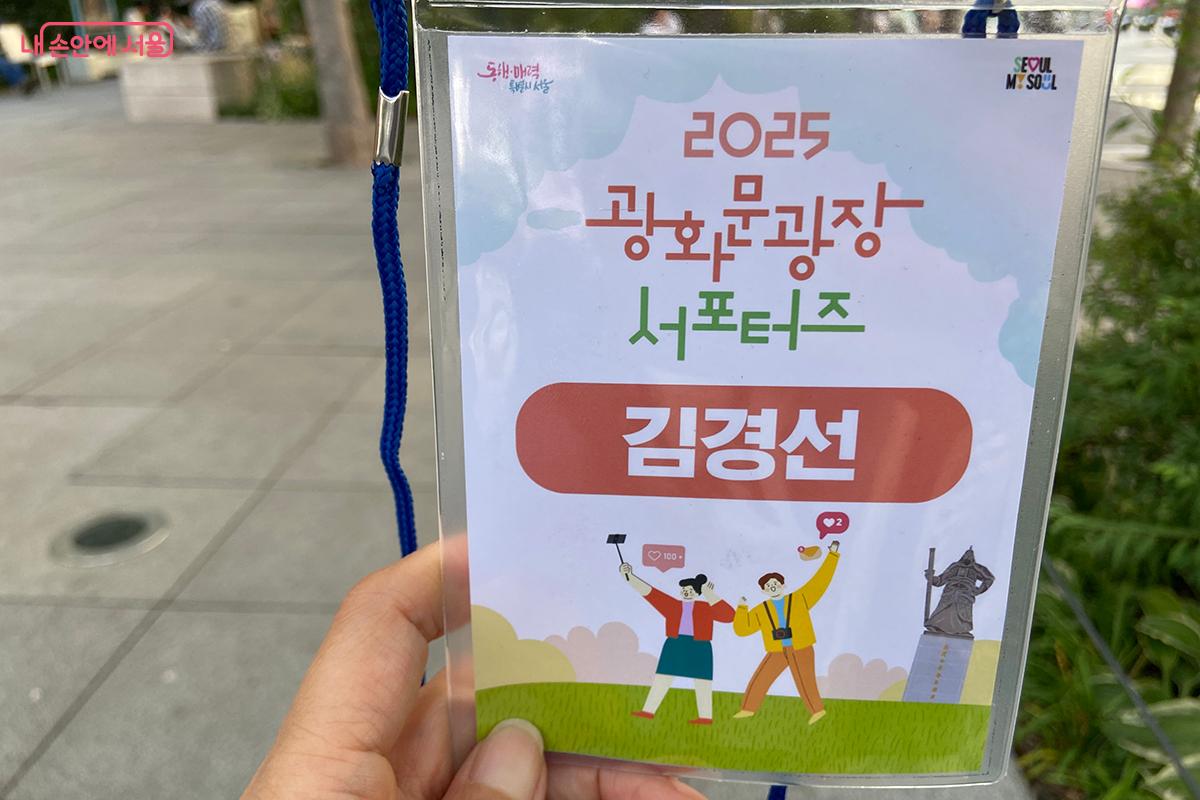 내 손안에 서울
동행·매력
특별시 서울
SEOUL
MY SOUL
2025
광화문광장
서포터즈
김경선
100+
2